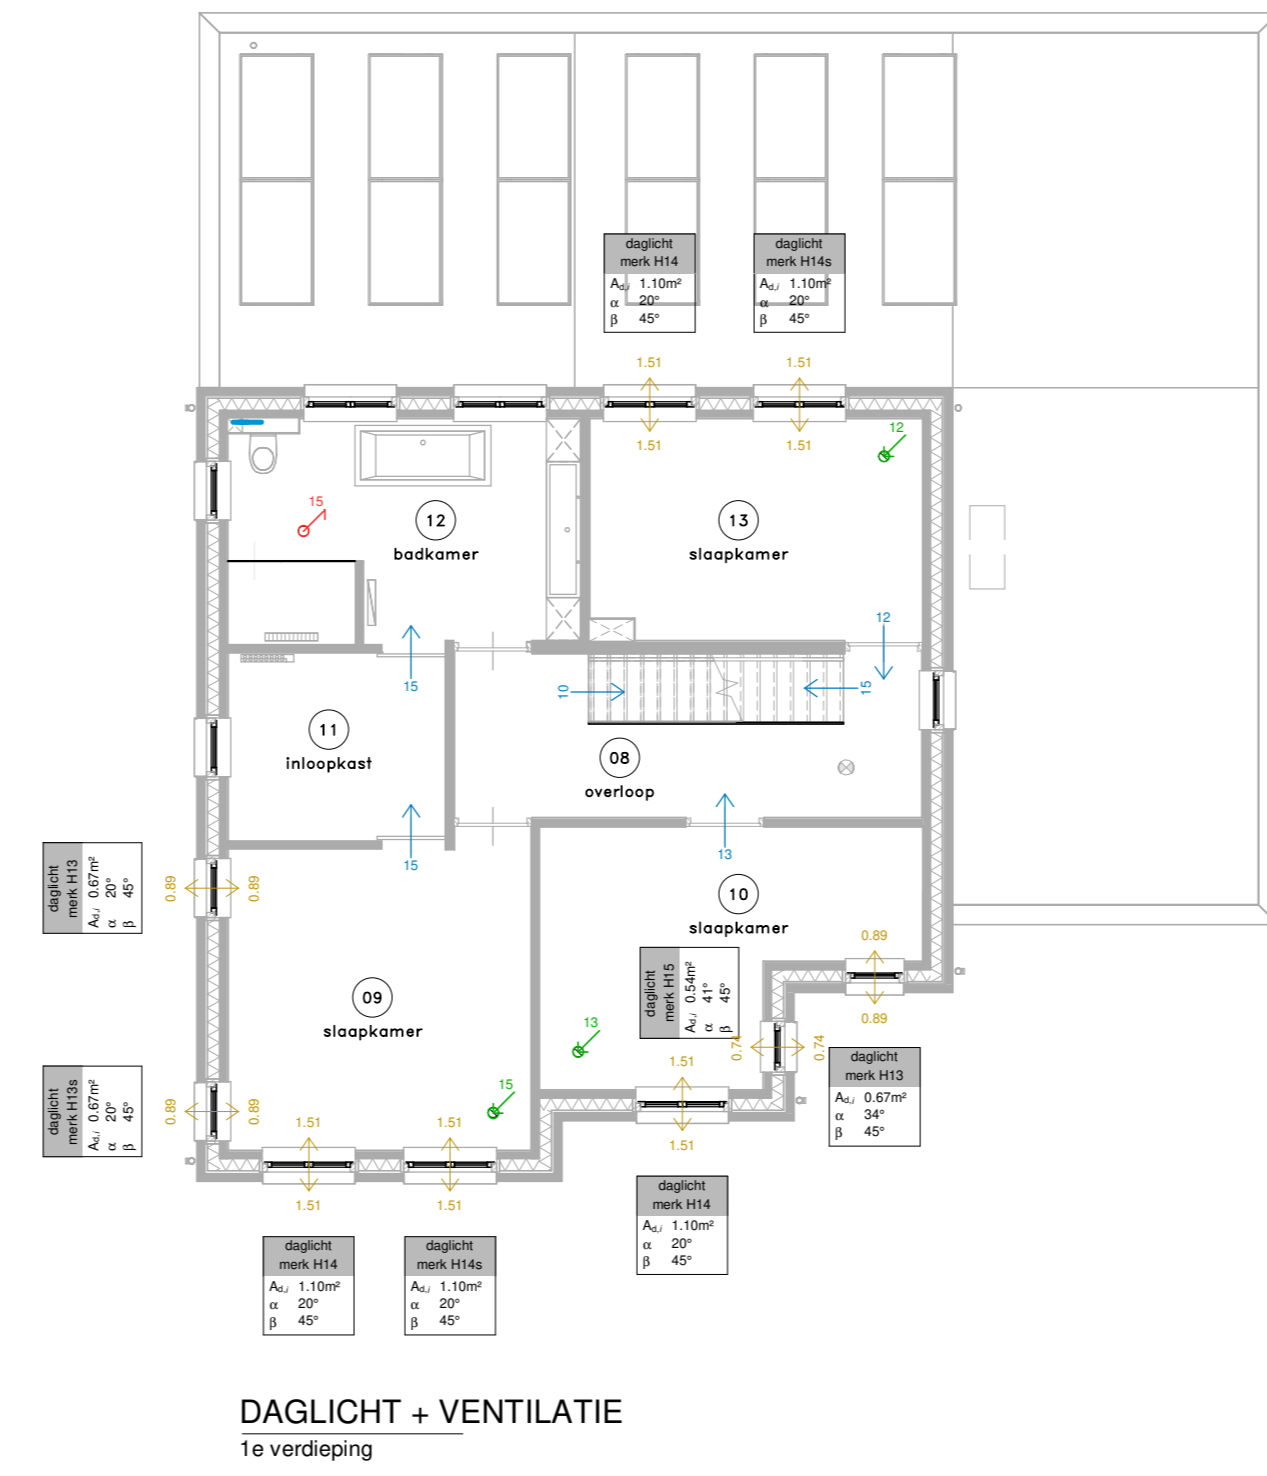 daglicht
merk H14
Ad,i 1.10m²
α 20°
β 45°
daglicht
merk H14s
Ad,i 1.10m²
α 20°
β 45°
1.51
1.51
1.51
1.51
12
15
12
badkamer
13
slaapkamer
12
15
10
15
11
inloopkast
08
overloop
15
13
daglicht
merk H13
Ad,i 0.67m²
α 20°
β 45°
0.89
0.89
10
slaapkamer
0.89
0.89
daglicht
merk H15
Ad,i 0.54m²
α 41°
β 45°
09
slaapkamer
13
0.74
0.74
1.51
1.51
daglicht
merk H13
Ad,i 0.67m²
α 34°
β 45°
daglicht
merk H13s
Ad,i 0.67m²
α 20°
β 45°
0.89
0.89
15
1.51
1.51
1.51
1.51
daglicht
merk H14
Ad,i 1.10m²
α 20°
β 45°
daglicht
merk H14
Ad,i 1.10m²
α 20°
β 45°
daglicht
merk H14s
Ad,i 1.10m²
α 20°
β 45°
DAGLICHT + VENTILATIE
1e verdieping